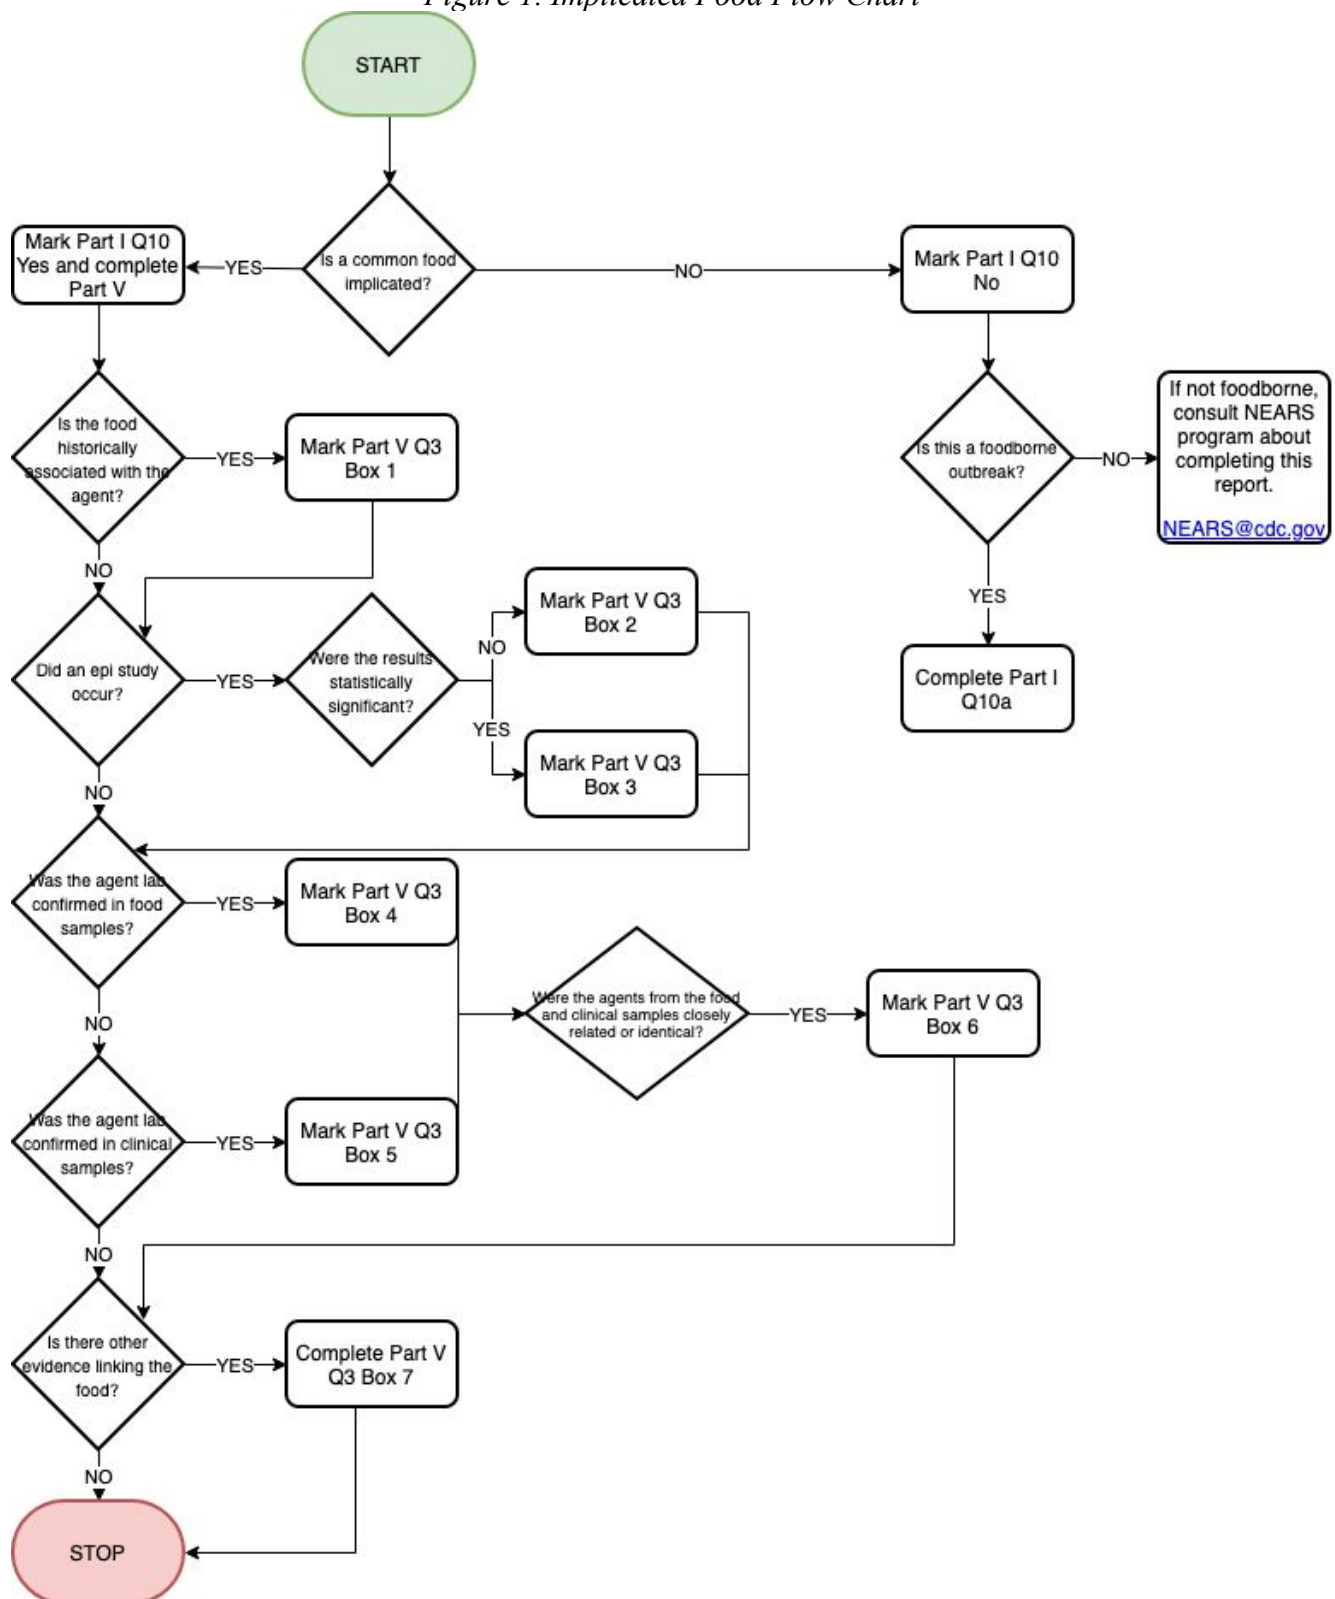 Figure 1. Implicated Food Flow Chart
START
Is a common food
implicated?
YES
Mark Part I Q10
Yes and complete
Part V
NO
Mark Part I Q10
No
Is the food
historically
associated with the
agent?
YES
Mark Part V Q3
Box 1
Is this a foodborne
outbreak?
NO
If not foodborne,
consult NEARS
program about
completing this
report.
NEARS@cdc.gov
NO
YES
Complete Part I
Q10a
Did an epi study
occur?
YES
Were the results
statistically
significant?
NO
Mark Part V Q3
Box 2
YES
Mark Part V Q3
Box 3
NO
Was the agent lab
confirmed in food
samples?
YES
Mark Part V Q3
Box 4
Were the agents from the food
and clinical samples closely
related or identical?
YES
Mark Part V Q3
Box 6
NO
Was the agent lab
confirmed in clinical
samples?
YES
Mark Part V Q3
Box 5
NO
Is there other
evidence linking the
food?
YES
Complete Part V
Q3 Box 7
NO
STOP